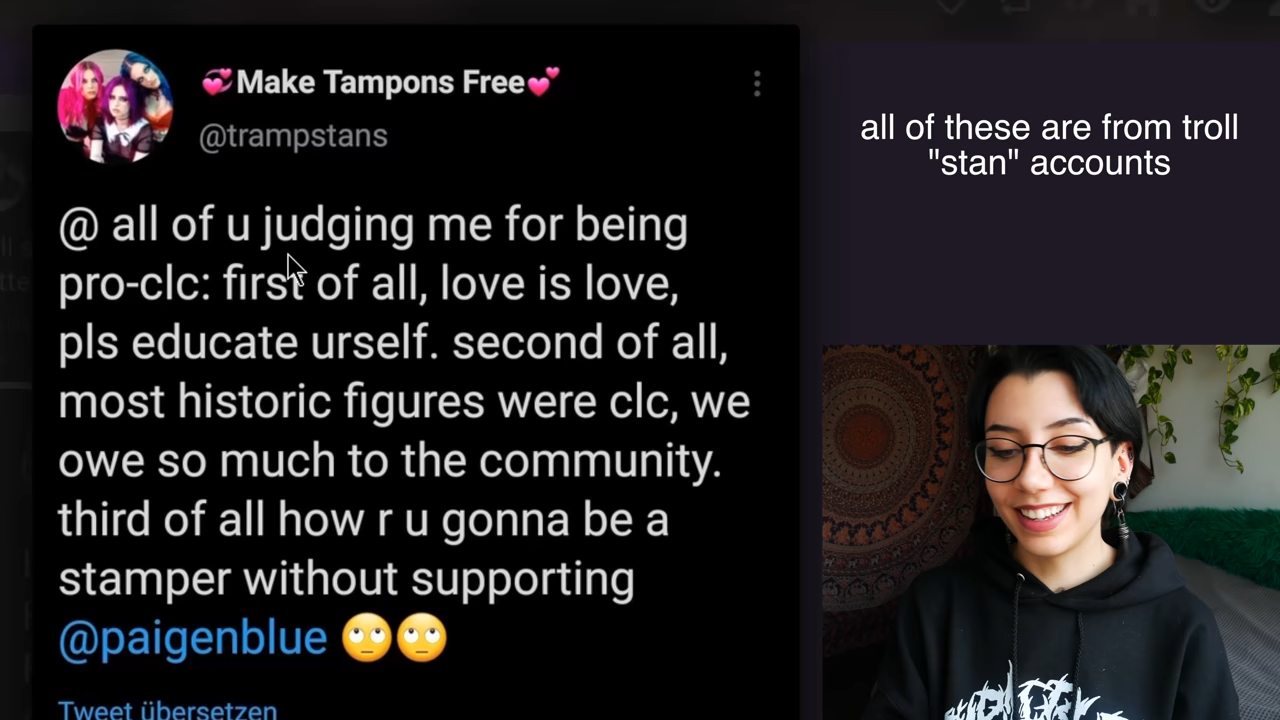 💞Make Tampons Free💕
@trampstans
@ all of u judging me for being
pro-clc: first of all, love is love,
pls educate urself. second of all,
most historic figures were clc, we
owe so much to the community.
third of all how r u gonna be a
stamper without supporting
@paigenblue 🙄🙄
Tweet übersetzen
all of these are from troll
"stan" accounts